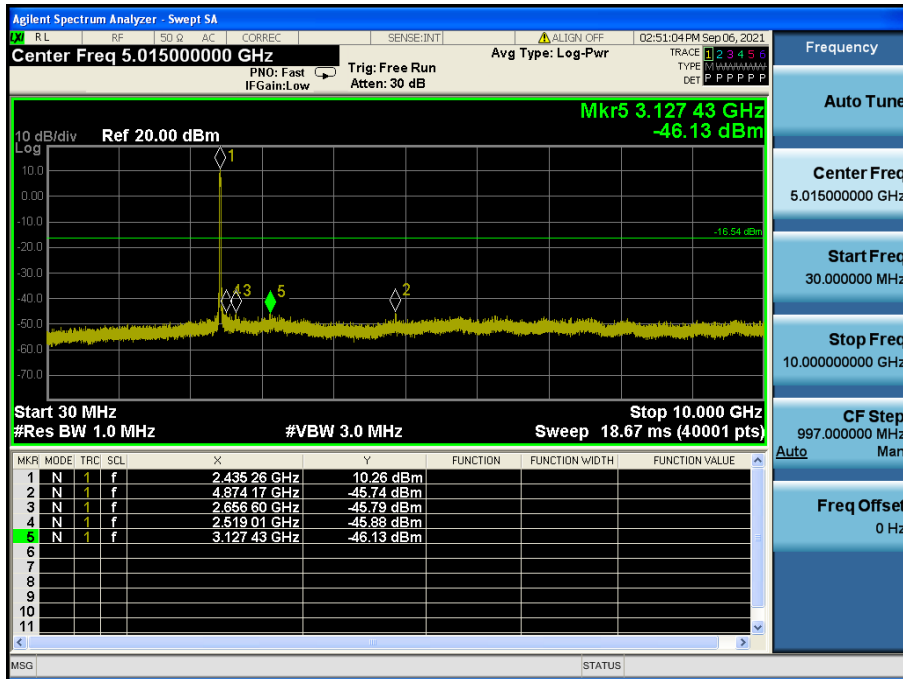 Agilent Spectrum Analyzer - Swept SA
LXI RL RF 50 Ω AC CORREC SENSE:INT ALIGN OFF 02:51:04 PM Sep 06, 2021
Center Freq 5.015000000 GHz
PNO: Fast
IFGain:Low
Trig: Free Run
Atten: 30 dB
Avg Type: Log-Pwr
TRACE 1 2 3 4 5 6
TYPE M
DET P P P P P P
Mkr5 3.127 43 GHz
-46.13 dBm
10 dB/div Ref 20.00 dBm
Log
10.0
0.00
-10.0
-20.0
-30.0
-40.0
-50.0
-60.0
-70.0
1
-16.54 dBm
4 3 5 2
Start 30 MHz Stop 10.000 GHz
#Res BW 1.0 MHz #VBW 3.0 MHz Sweep 18.67 ms (40001 pts)
MKR MODE TRC SCL X Y FUNCTION FUNCTION WIDTH FUNCTION VALUE
1 N 1 f 2.435 26 GHz 10.26 dBm
2 N 1 f 4.874 17 GHz -45.74 dBm
3 N 1 f 2.656 60 GHz -45.79 dBm
4 N 1 f 2.519 01 GHz -45.88 dBm
5 N 1 f 3.127 43 GHz -46.13 dBm
6
7
8
9
10
11
MSG STATUS
Frequency
Auto Tune
Center Freq
5.015000000 GHz
Start Freq
30.000000 MHz
Stop Freq
10.000000000 GHz
CF Step
997.000000 MHz
Auto Man
Freq Offset
0 Hz